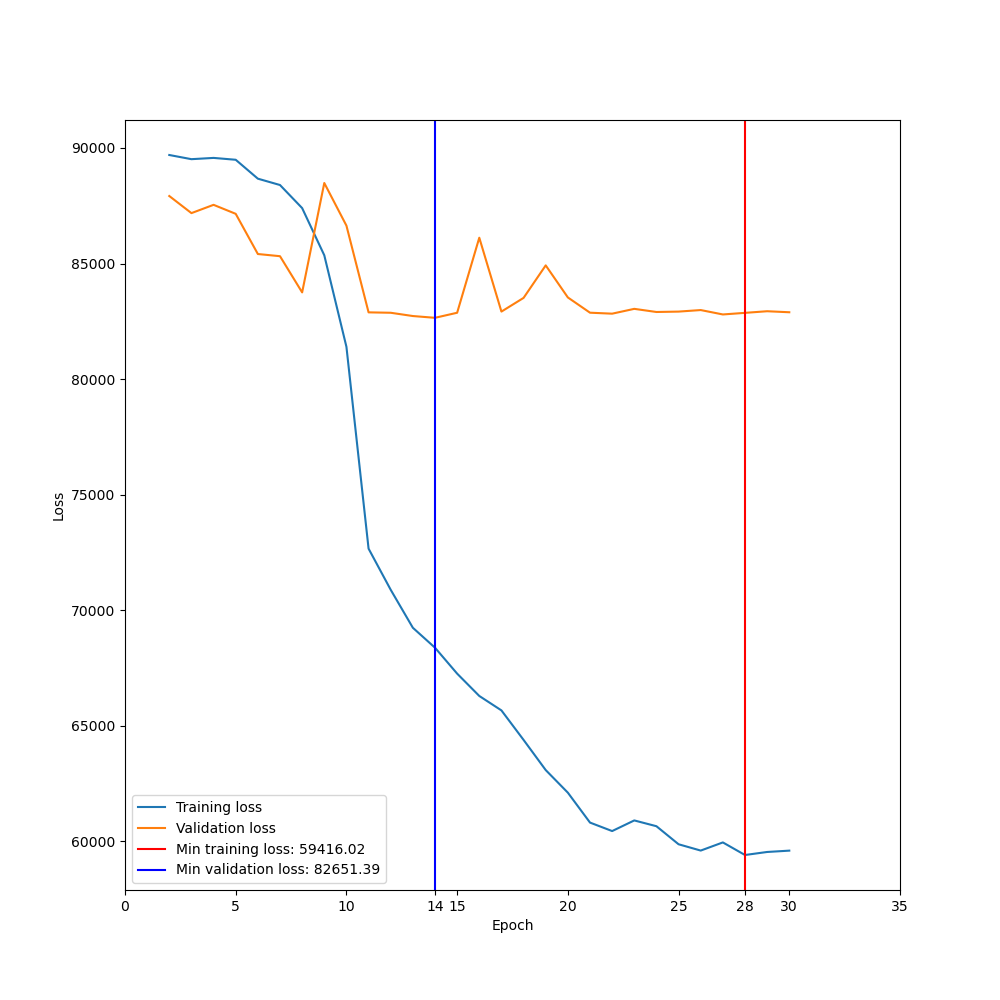 90000
85000
80000
75000
70000
65000
60000
Loss
Training loss
Validation loss
Min training loss: 59416.02
Min validation loss: 82651.39
0 5 10 14 15 20 25 28 30 35
Epoch